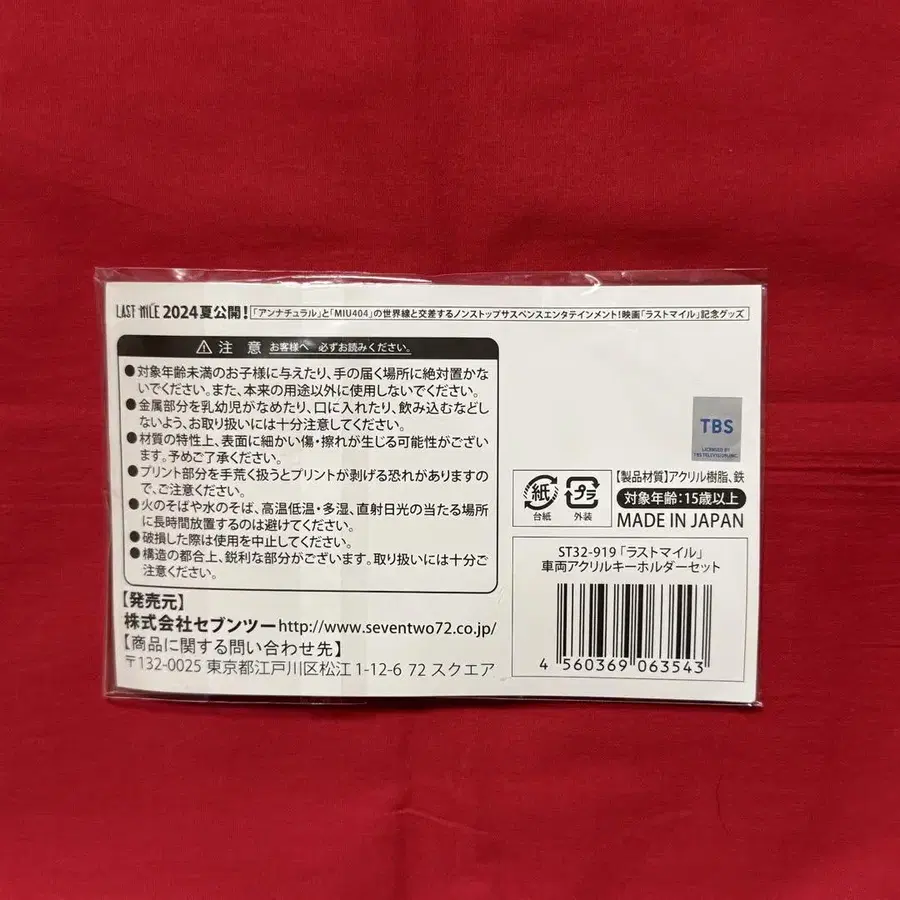 LAST MILE 2024夏公開！「アンナチュラル」と「MIU404」の世界線と交差するノンストップサスペンスエンタテインメント！映画「ラストマイル」記念グッズ
⚠ 注 意 お客様へ 必ずお読みください。
●対象年齢未満のお子様に与えたり、手の届く場所に絶対置かな
いでください。また、本来の用途以外に使用しないでください。
●金属部分を乳幼児がなめたり、口に入れたり、飲み込むなどし
ないよう、お取り扱いには十分注意してください。
●材質の特性上、表面に細かい傷・擦れが生じる可能性がござい
ます。予めご了承ください。
●プリント部分を手荒く扱うとプリントが剥げる恐れがありますの
で、ご注意ください。
●火のそばや水のそば、高温低温・多湿、直射日光の当たる場所
に長時間放置するのは避けてください。
●破損した際は使用を中止してください。
●構造の都合上、鋭利な部分がございます。取り扱いには十分ご
注意ください。
【発売元】
株式会社セブンツーhttp://www.seventwo72.co.jp/
【商品に関する問い合わせ先】
〒132-0025 東京都江戸川区松江 1-12-6 72 スクエア
TBS
LICENSED BY
TBS TELEVISION, INC.
紙
台紙
プラ
外装
【製品材質】アクリル樹脂、鉄
対象年齢：15歳以上
MADE IN JAPAN
ST32-919「ラストマイル」
車両アクリルキーホルダーセット
4 560369 063543